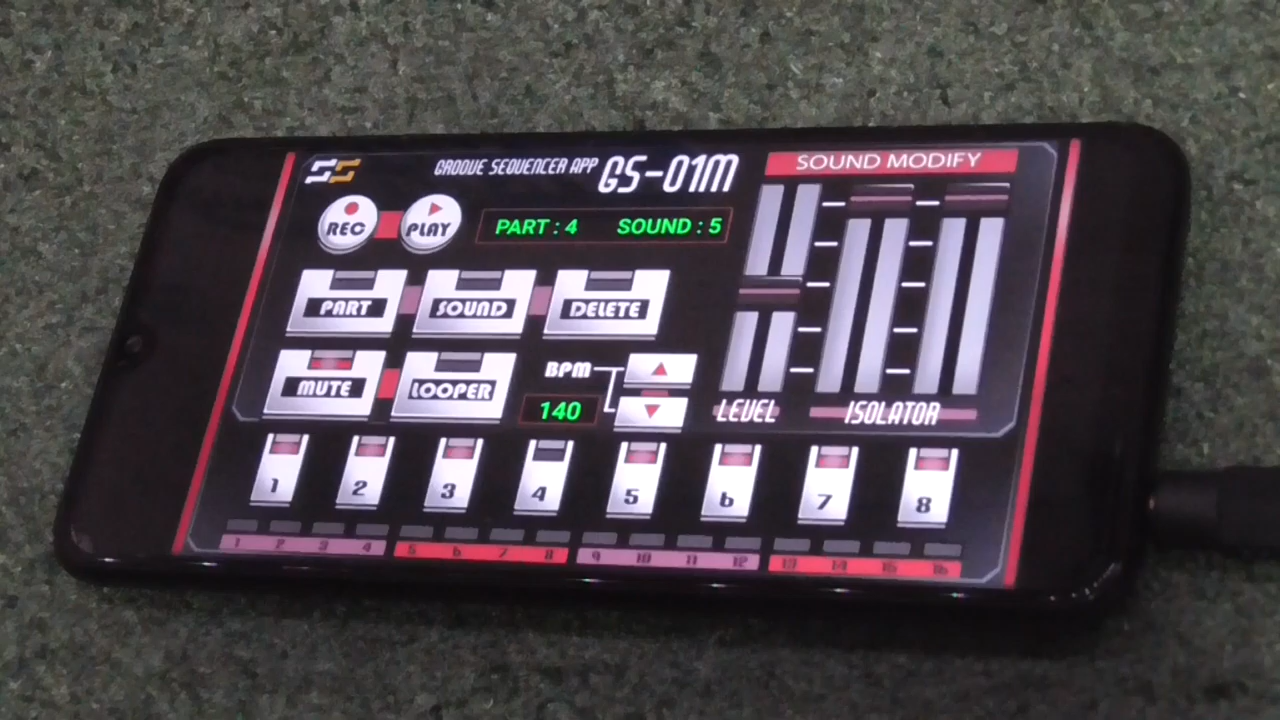 SS GROOVE SEQUENCER APP GS-01M SOUND MODIFY
REC PLAY PART : 4 SOUND : 5
PART SOUND DELETE
MUTE LOOPER BPM
140 LEVEL ISOLATOR
1 2 3 4 5 6 7 8
1 2 3 4 5 6 7 8 9 10 11 12 13 14 15 16